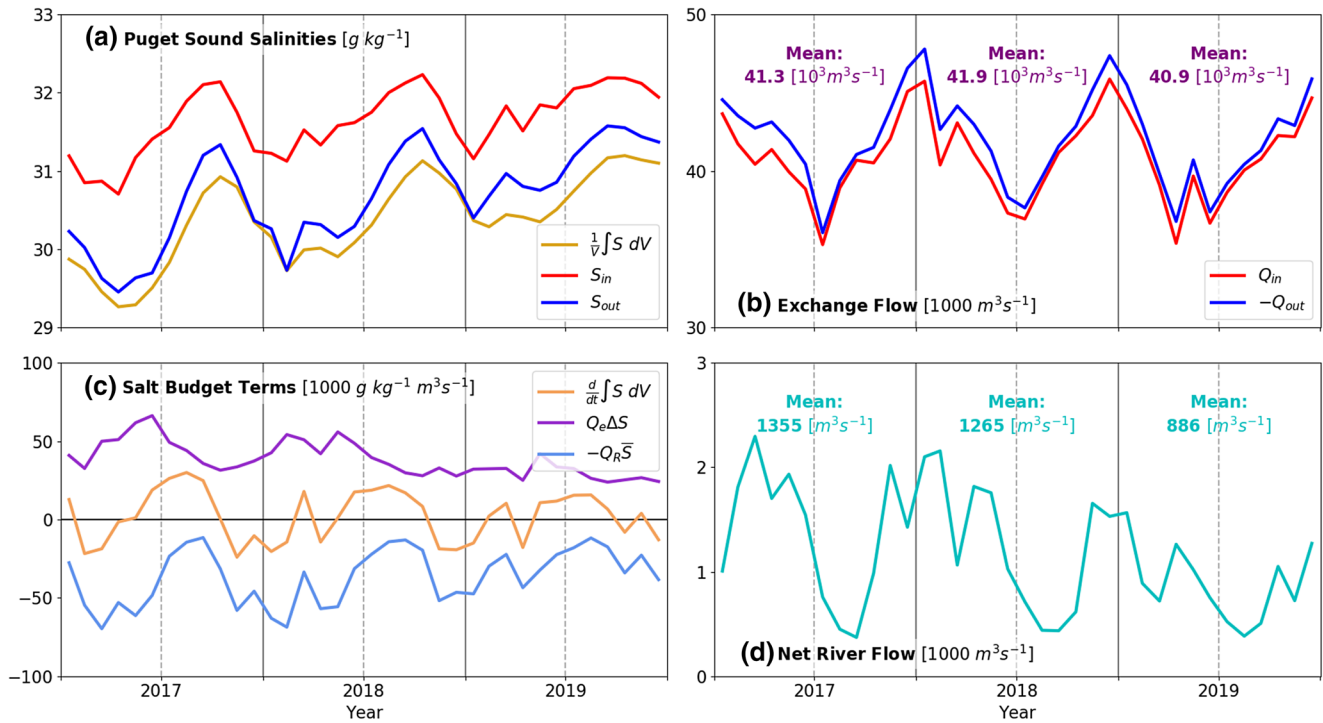 (a) Puget Sound Salinities [g kg⁻¹]
33
32
31
30
29
1/V ∫S dV
S_in
S_out
50
40
30
Mean: Mean: Mean:
41.3 [10³m³s⁻¹] 41.9 [10³m³s⁻¹] 40.9 [10³m³s⁻¹]
(b) Exchange Flow [1000 m³s⁻¹]
Q_in
−Q_out
(c) Salt Budget Terms [1000 g kg⁻¹ m³s⁻¹]
100
50
0
−50
−100
d/dt ∫S dV
Q_eΔS
−Q_R S̅
2017 2018 2019
Year
3
2
1
0
Mean: Mean: Mean:
1355 [m³s⁻¹] 1265 [m³s⁻¹] 886 [m³s⁻¹]
(d) Net River Flow [1000 m³s⁻¹]
2017 2018 2019
Year